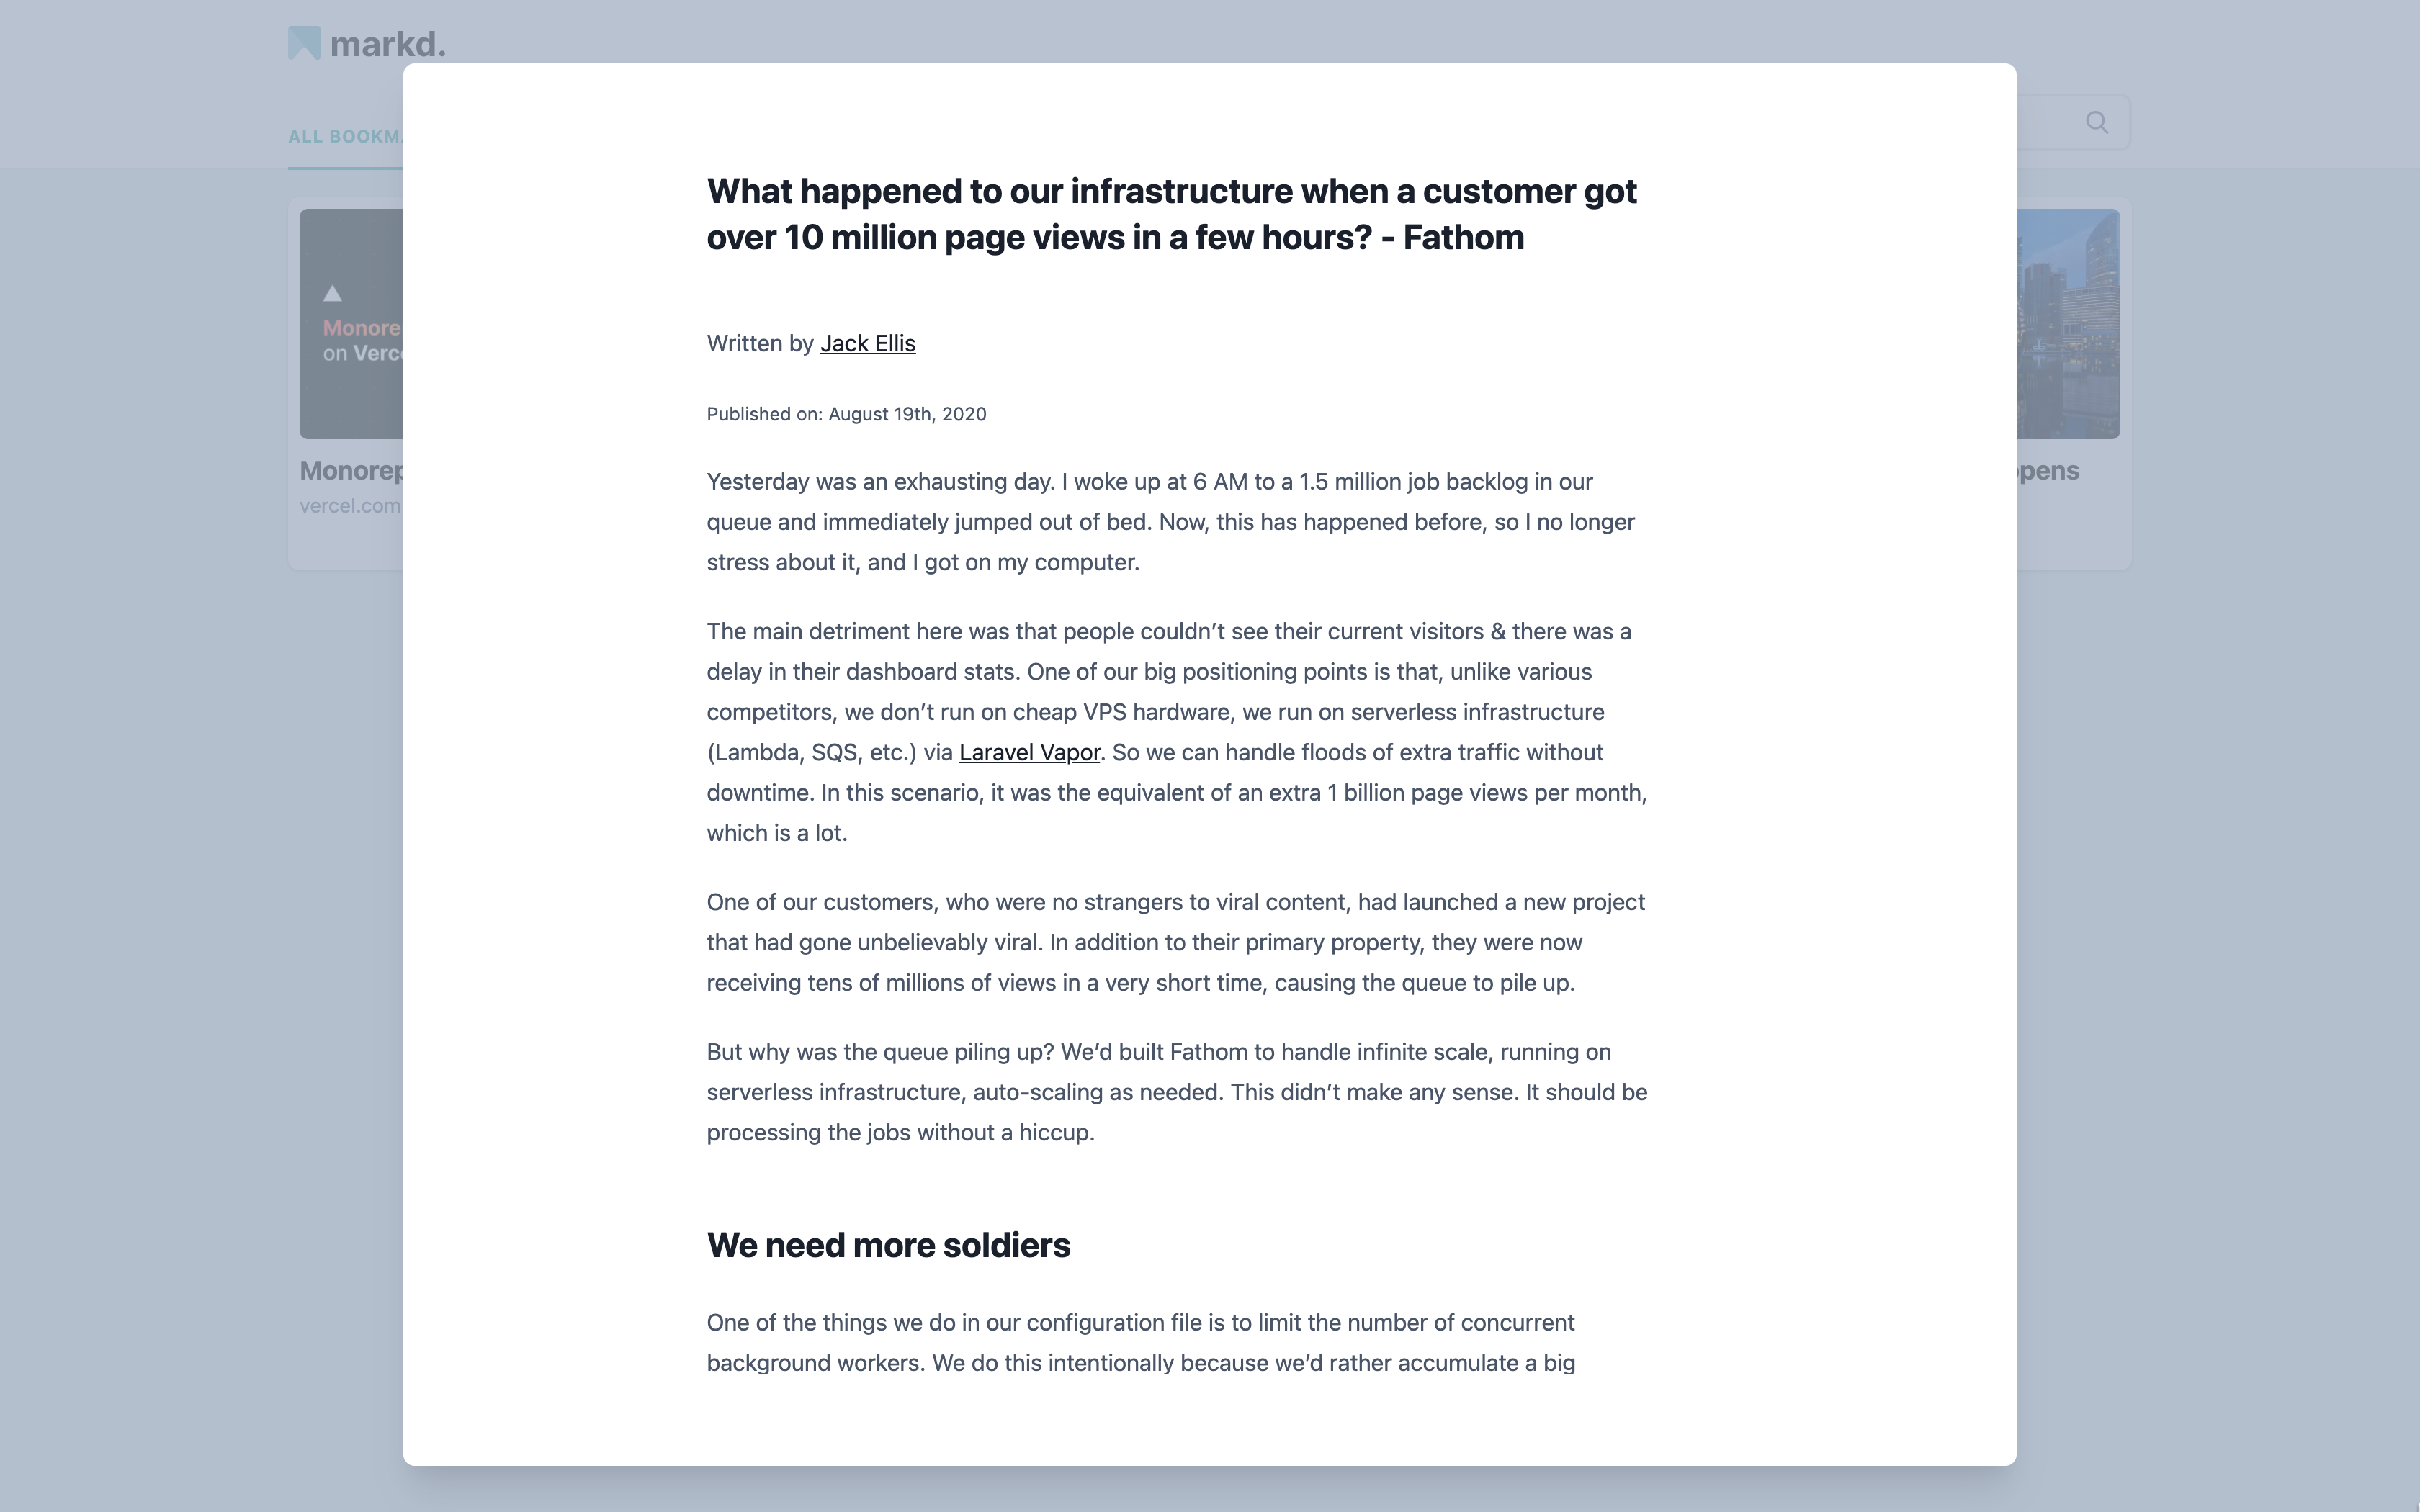 markd.
ALL BOOKM
What happened to our infrastructure when a customer got
over 10 million page views in a few hours? - Fathom
Written by Jack Ellis
Published on: August 19th, 2020
Yesterday was an exhausting day. I woke up at 6 AM to a 1.5 million job backlog in our
queue and immediately jumped out of bed. Now, this has happened before, so I no longer
stress about it, and I got on my computer.
The main detriment here was that people couldn’t see their current visitors & there was a
delay in their dashboard stats. One of our big positioning points is that, unlike various
competitors, we don’t run on cheap VPS hardware, we run on serverless infrastructure
(Lambda, SQS, etc.) via Laravel Vapor. So we can handle floods of extra traffic without
downtime. In this scenario, it was the equivalent of an extra 1 billion page views per month,
which is a lot.
One of our customers, who were no strangers to viral content, had launched a new project
that had gone unbelievably viral. In addition to their primary property, they were now
receiving tens of millions of views in a very short time, causing the queue to pile up.
But why was the queue piling up? We’d built Fathom to handle infinite scale, running on
serverless infrastructure, auto-scaling as needed. This didn’t make any sense. It should be
processing the jobs without a hiccup.
We need more soldiers
One of the things we do in our configuration file is to limit the number of concurrent
background workers. We do this intentionally because we’d rather accumulate a big
Monore
on Verc
Monorep
vercel.com
ppens